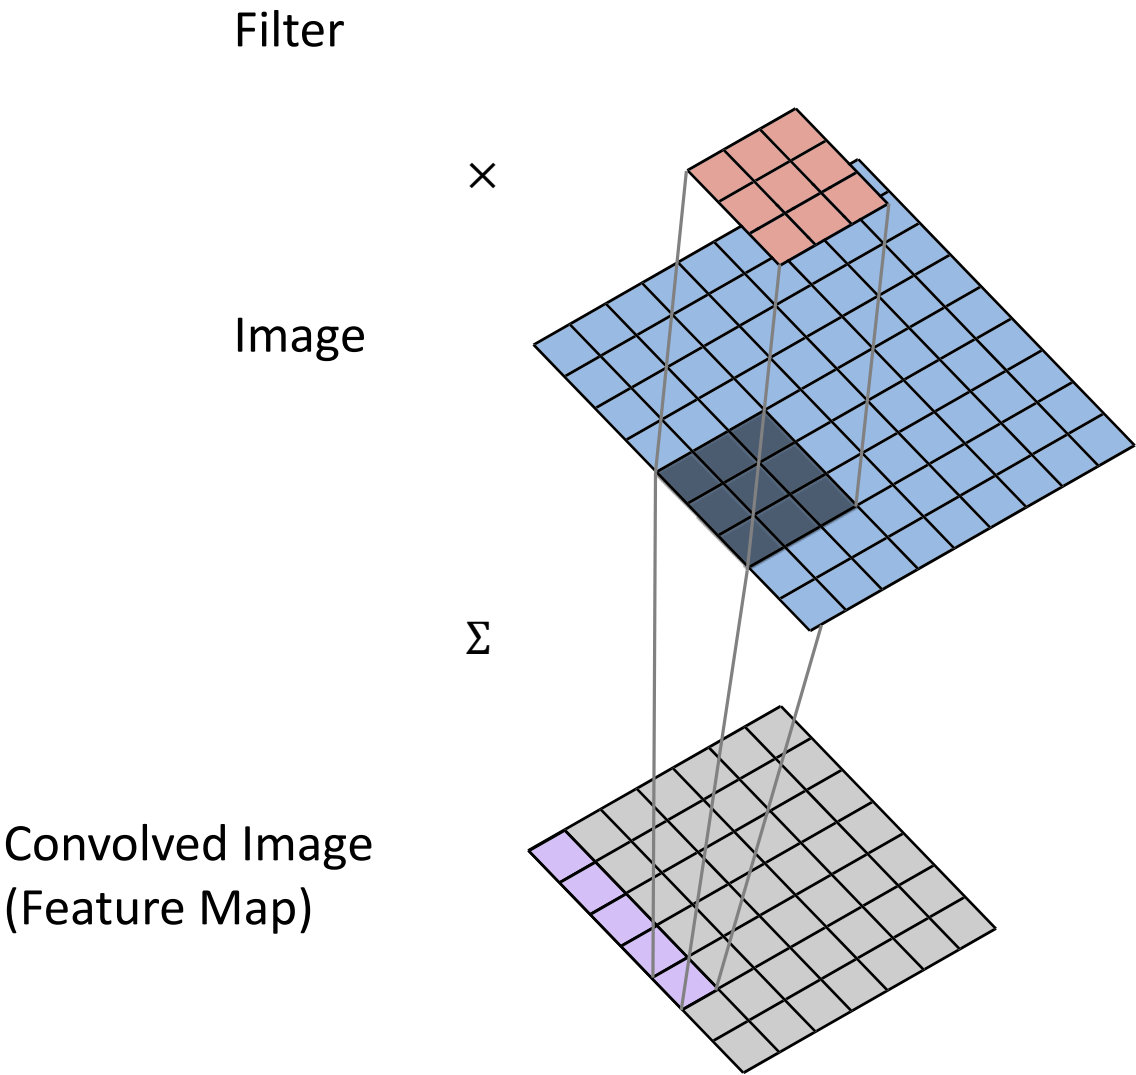 Filter
×
Image
Σ
Convolved Image
(Feature Map)